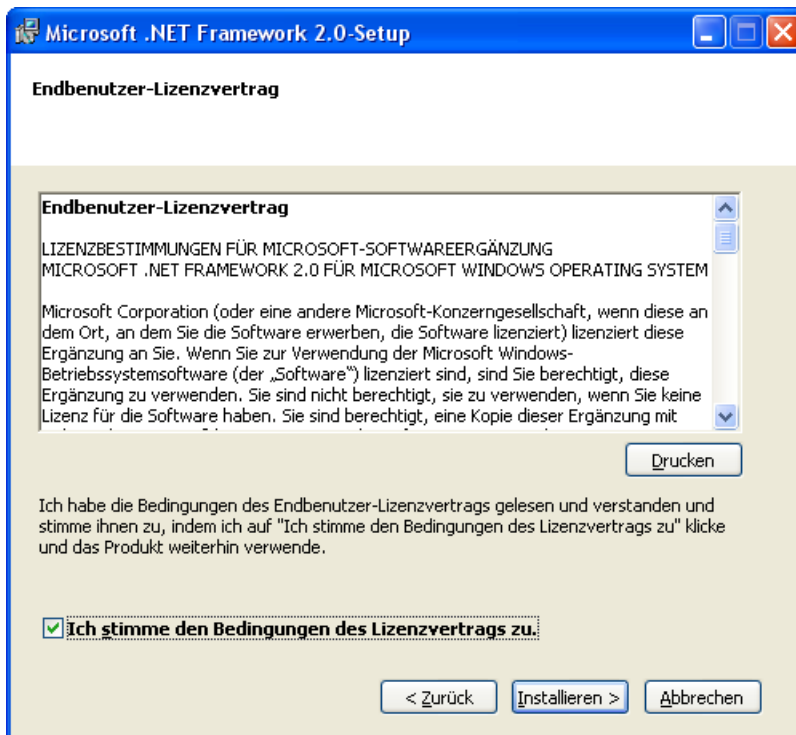 Microsoft .NET Framework 2.0-Setup
Endbenutzer-Lizenzvertrag
Endbenutzer-Lizenzvertrag
LIZENZBESTIMMUNGEN FÜR MICROSOFT-SOFTWAREERGÄNZUNG
MICROSOFT .NET FRAMEWORK 2.0 FÜR MICROSOFT WINDOWS OPERATING SYSTEM
Microsoft Corporation (oder eine andere Microsoft-Konzerngesellschaft, wenn diese an
dem Ort, an dem Sie die Software erwerben, die Software lizenziert) lizenziert diese
Ergänzung an Sie. Wenn Sie zur Verwendung der Microsoft Windows-
Betriebssystemsoftware (der „Software“) lizenziert sind, sind Sie berechtigt, diese
Ergänzung zu verwenden. Sie sind nicht berechtigt, sie zu verwenden, wenn Sie keine
Lizenz für die Software haben. Sie sind berechtigt, eine Kopie dieser Ergänzung mit
Drucken
Ich habe die Bedingungen des Endbenutzer-Lizenzvertrags gelesen und verstanden und
stimme ihnen zu, indem ich auf "Ich stimme den Bedingungen des Lizenzvertrags zu" klicke
und das Produkt weiterhin verwende.
Ich stimme den Bedingungen des Lizenzvertrags zu.
< Zurück
Installieren >
Abbrechen